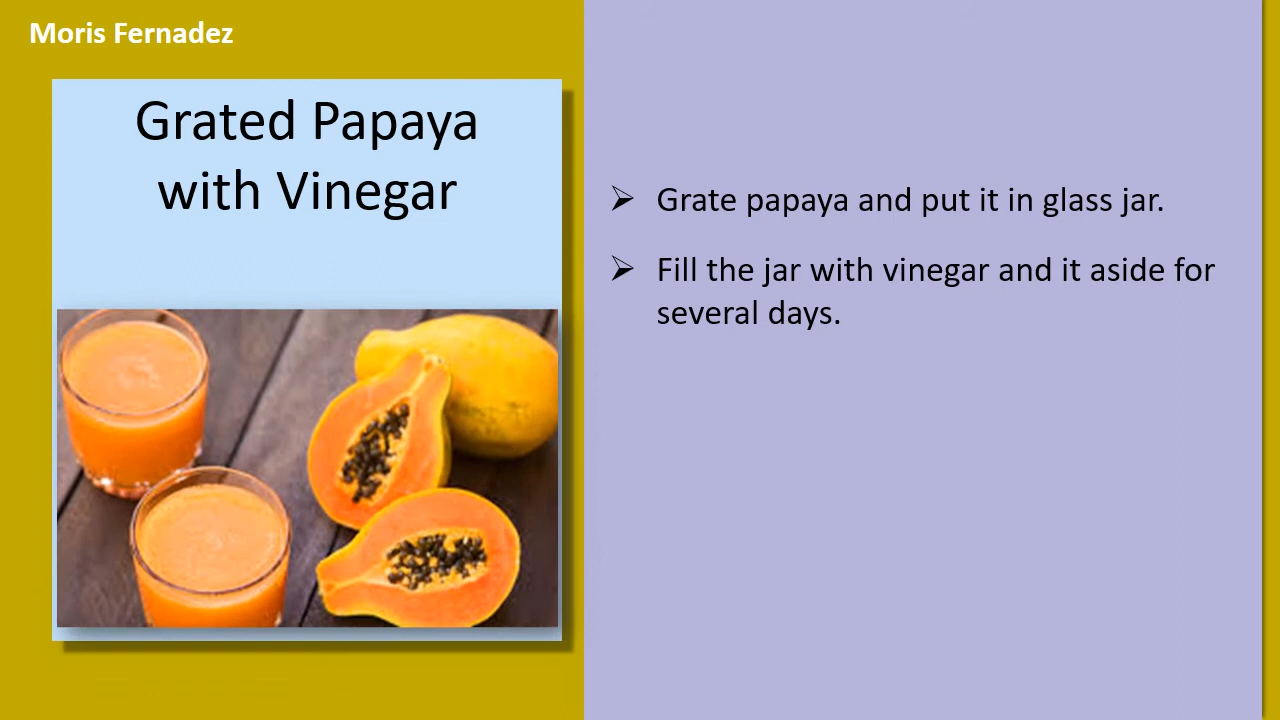 Moris Fernadez
Grated Papaya
with Vinegar
➢ Grate papaya and put it in glass jar.
➢ Fill the jar with vinegar and it aside for
several days.